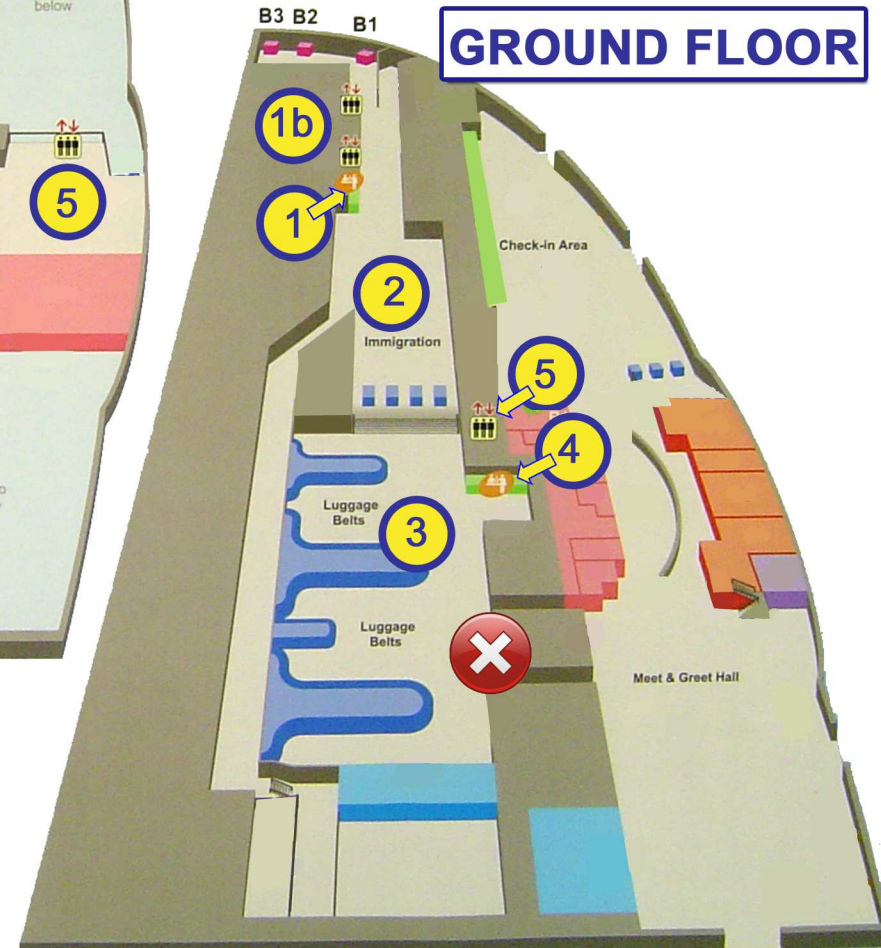 below
B3 B2
B1
GROUND FLOOR
1b
5
1
Check-in Area
2
Immigration
5
4
Luggage
Belts
3
Luggage
Belts
Meet & Greet Hall